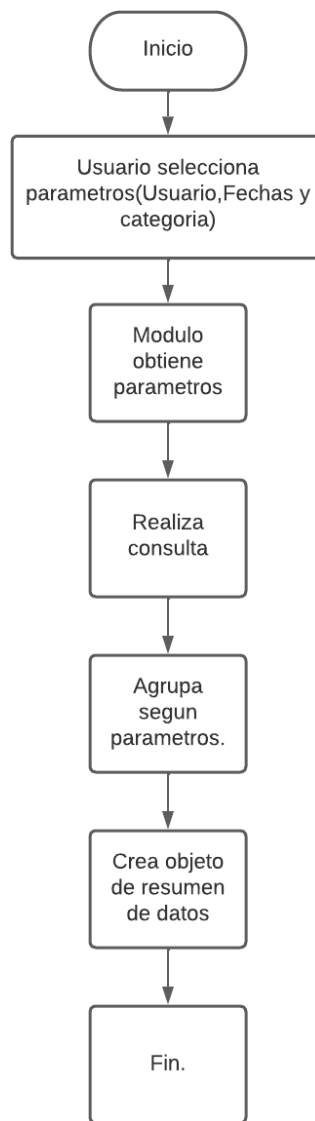 Inicio
Usuario selecciona
parametros(Usuario,Fechas y
categoria)
Modulo
obtiene
parametros
Realiza
consulta
Agrupa
segun
parametros.
Crea objeto
de resumen
de datos
Fin.